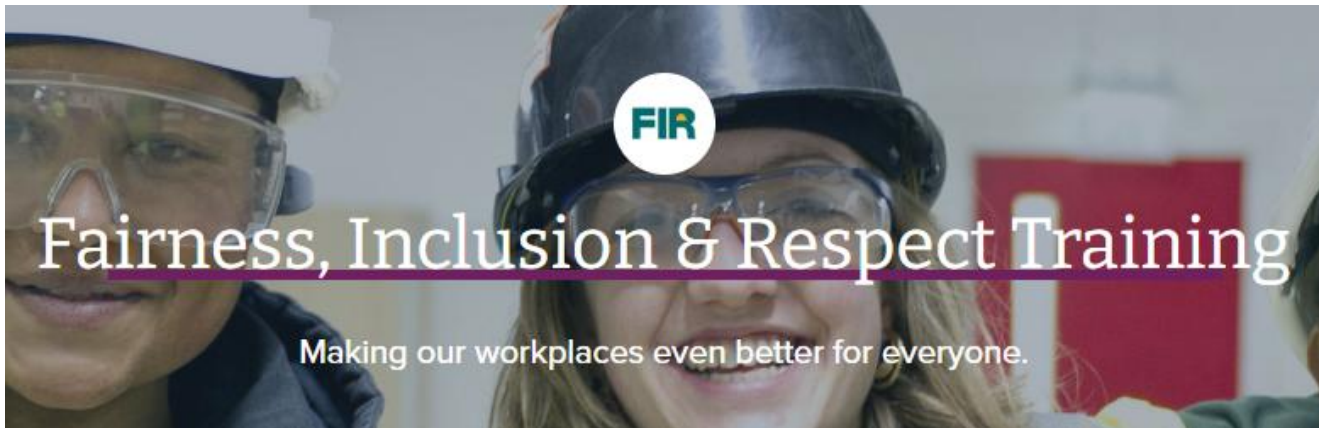 FIR
Fairness, Inclusion & Respect Training
Making our workplaces even better for everyone.